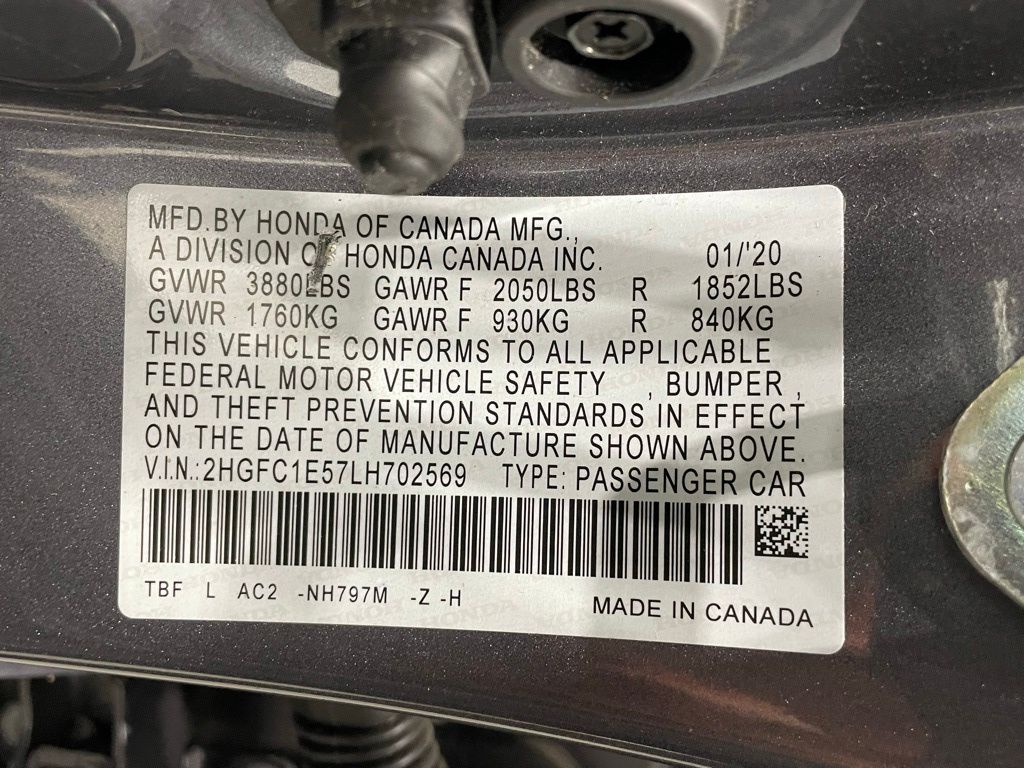 MFD.BY HONDA OF CANADA MFG.,
A DIVISION OF HONDA CANADA INC. 01/'20
GVWR 3880LBS GAWR F 2050LBS R 1852LBS
GVWR 1760KG GAWR F 930KG R 840KG
THIS VEHICLE CONFORMS TO ALL APPLICABLE
FEDERAL MOTOR VEHICLE SAFETY , BUMPER ,
AND THEFT PREVENTION STANDARDS IN EFFECT
ON THE DATE OF MANUFACTURE SHOWN ABOVE.
V.I.N.:2HGFC1E57LH702569 TYPE: PASSENGER CAR
TBF L AC2 -NH797M -Z -H
MADE IN CANADA